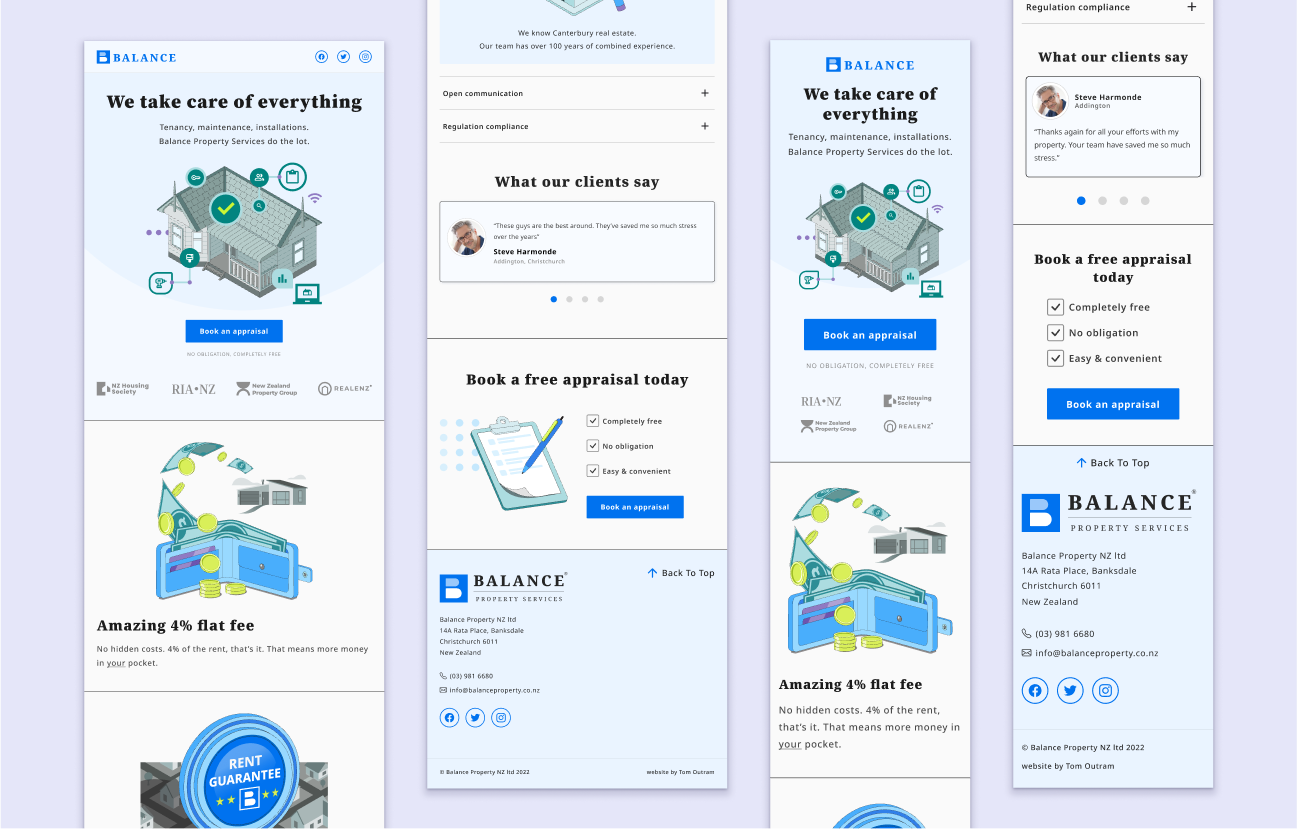 BALANCE
We take care of everything
Tenancy, maintenance, installations.
Balance Property Services do the lot.
Book an appraisal
NO OBLIGATION, COMPLETELY FREE
NZ Housing
Society
RIA•NZ
New Zealand
Property Group
REALENZ
Amazing 4% flat fee
No hidden costs. 4% of the rent, that's it. That means more money
in your pocket.
RENT
GUARANTEE
We know Canterbury real estate.
Our team has over 100 years of combined experience.
Open communication
Regulation compliance
What our clients say
“These guys are the best around. They've saved me so much stress
over the years”
Steve Harmonde
Addington, Christchurch
Book a free appraisal today
Completely free
No obligation
Easy & convenient
Book an appraisal
BALANCE®
PROPERTY SERVICES
Back To Top
Balance Property NZ ltd
14A Rata Place, Banksdale
Christchurch 6011
New Zealand
(03) 981 6680
info@balanceproperty.co.nz
© Balance Property NZ ltd 2022
website by Tom Outram
BALANCE
We take care of
everything
Tenancy, maintenance, installations.
Balance Property Services do the lot.
Book an appraisal
NO OBLIGATION, COMPLETELY FREE
RIA•NZ
NZ Housing
Society
New Zealand
Property Group
REALENZ
Amazing 4% flat fee
No hidden costs. 4% of the rent,
that's it. That means more money in
your pocket.
Regulation compliance
What our clients say
Steve Harmonde
Addington
“Thanks again for all your efforts with my
property. Your team have saved me so much
stress.”
Book a free appraisal
today
Completely free
No obligation
Easy & convenient
Book an appraisal
Back To Top
BALANCE®
PROPERTY SERVICES
Balance Property NZ ltd
14A Rata Place, Banksdale
Christchurch 6011
New Zealand
(03) 981 6680
info@balanceproperty.co.nz
© Balance Property NZ ltd 2022
website by Tom Outram